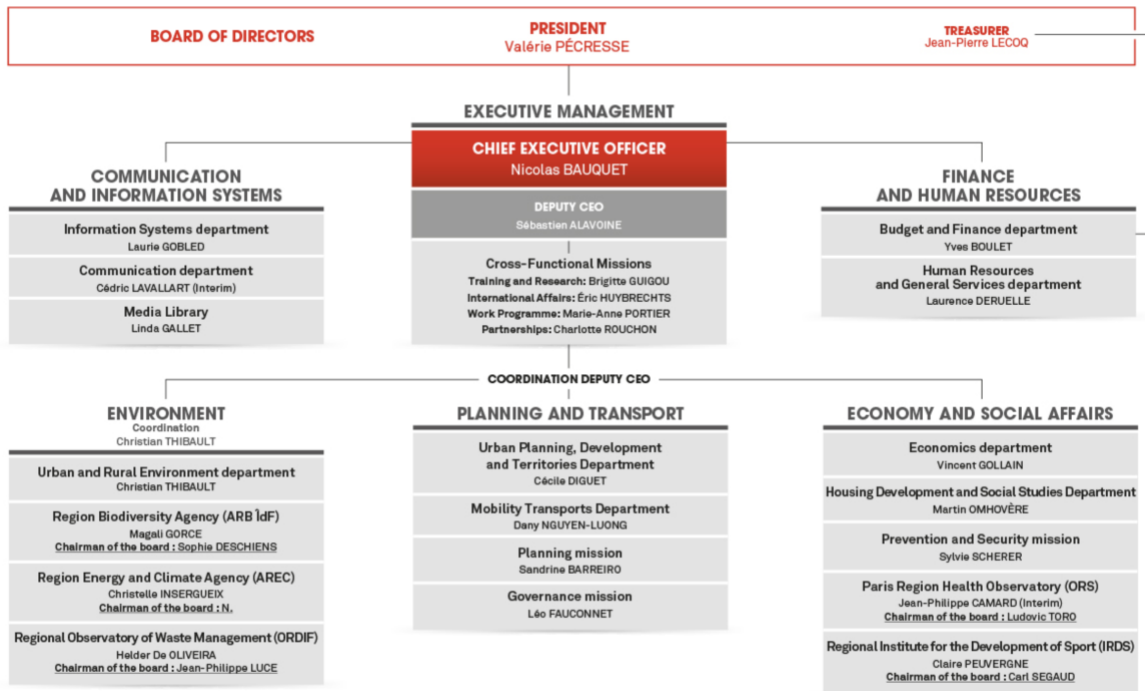 BOARD OF DIRECTORS
PRESIDENT
Valérie PÉCRESSE
TREASURER
Jean-Pierre LECOQ
EXECUTIVE MANAGEMENT
CHIEF EXECUTIVE OFFICER
Nicolas BAUQUET
DEPUTY CEO
Sébastien ALAVOINE
Cross-Functional Missions
Training and Research: Brigitte GUIGOU
International Affairs: Éric HUYBRECHTS
Work Programme: Marie-Anne PORTIER
Partnerships: Charlotte ROUCHON
COMMUNICATION
AND INFORMATION SYSTEMS
Information Systems department
Laurie GOBLED
Communication department
Cédric LAVALLART (Interim)
Media Library
Linda GALLET
FINANCE
AND HUMAN RESOURCES
Budget and Finance department
Yves BOULET
Human Resources
and General Services department
Laurence DERUELLE
COORDINATION DEPUTY CEO
ENVIRONMENT
Coordination
Christian THIBAULT
Urban and Rural Environment department
Christian THIBAULT
Region Biodiversity Agency (ARB ÎdF)
Magali GORCE
Chairman of the board : Sophie DESCHIENS
Region Energy and Climate Agency (AREC)
Christelle INSERGUEIX
Chairman of the board : N.
Regional Observatory of Waste Management (ORDIF)
Helder De OLIVEIRA
Chairman of the board : Jean-Philippe LUCE
PLANNING AND TRANSPORT
Urban Planning, Development
and Territories Department
Cécile DIGUET
Mobility Transports Department
Dany NGUYEN-LUONG
Planning mission
Sandrine BARREIRO
Governance mission
Léo FAUCONNET
ECONOMY AND SOCIAL AFFAIRS
Economics department
Vincent GOLLAIN
Housing Development and Social Studies Department
Martin OMHOVÈRE
Prevention and Security mission
Sylvie SCHERER
Paris Region Health Observatory (ORS)
Jean-Philippe CAMARD (Interim)
Chairman of the board : Ludovic TORO
Regional Institute for the Development of Sport (IRDS)
Claire PEUVERGNE
Chairman of the board : Carl SEGAUD